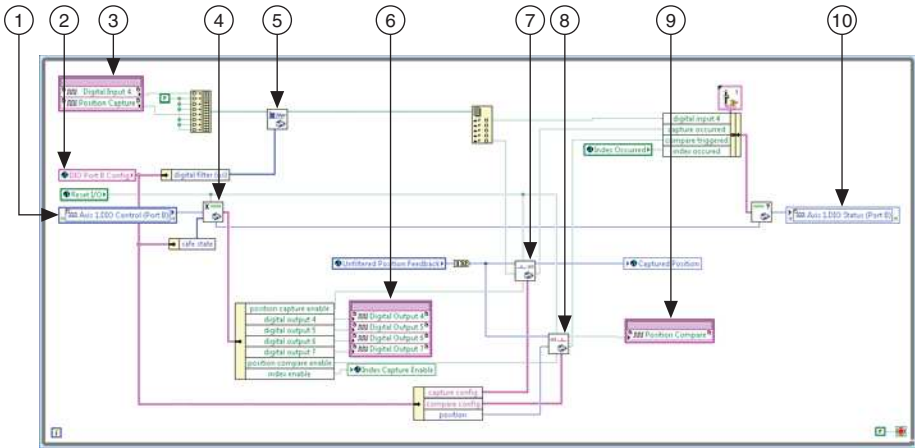 1 2 3 4 5 6 7 8 9 10
Digital Input 4
Position Capture
F
DIO Port B Config
digital filter (us)
Reset I/O
Axis 1.DIO Control (Port B)
safe state
digital input 4
capture occurred
compare triggered
index occured
Index Occurred
1
Axis 1.DIO Status (Port B)
Unfiltered Position Feedback
I32
Captured Position
position capture enable
digital output 4
digital output 5
digital output 6
digital output 7
position compare enable
index enable
Digital Output 4
Digital Output 5
Digital Output 6
Digital Output 7
Index Capture Enable
Position Compare
capture config
compare config
position
i
F